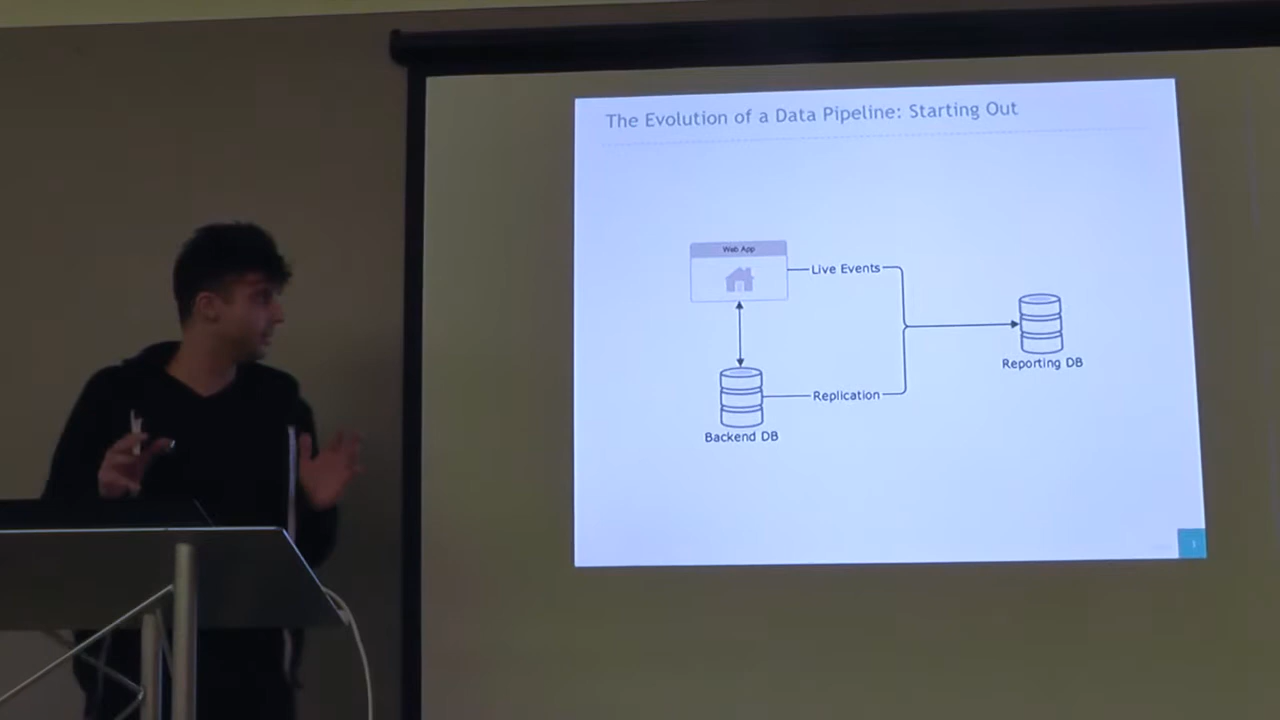 The Evolution of a Data Pipeline: Starting Out
Web App
Live Events
Reporting DB
Replication
Backend DB